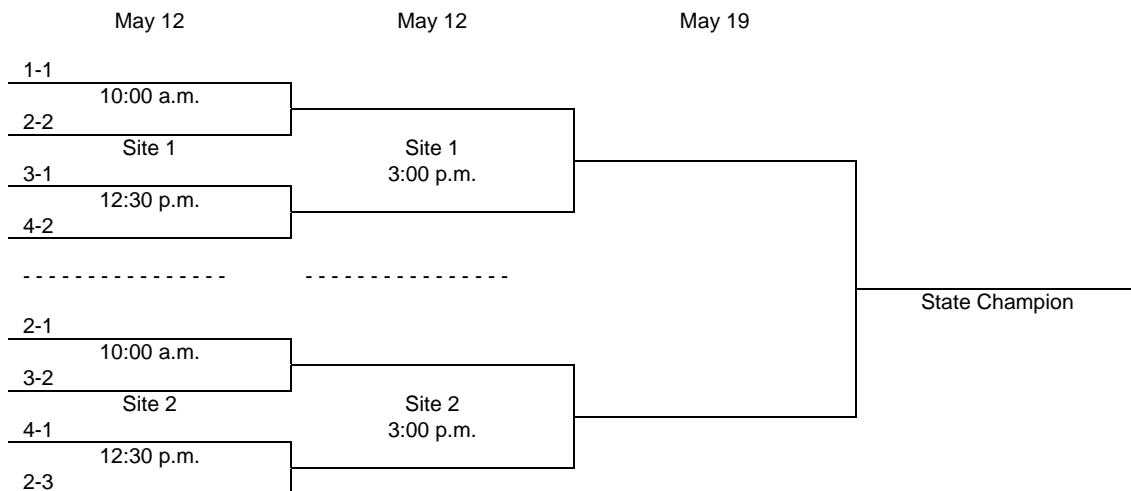 May 12 May 12 May 19
1-1
10:00 a.m.
2-2
Site 1 Site 1
3-1 3:00 p.m.
12:30 p.m.
4-2
- - - - - - - - - - - - - - - - - - - - - - - - - - - - - - - -
State Champion
2-1
10:00 a.m.
3-2
Site 2 Site 2
4-1 3:00 p.m.
12:30 p.m.
2-3